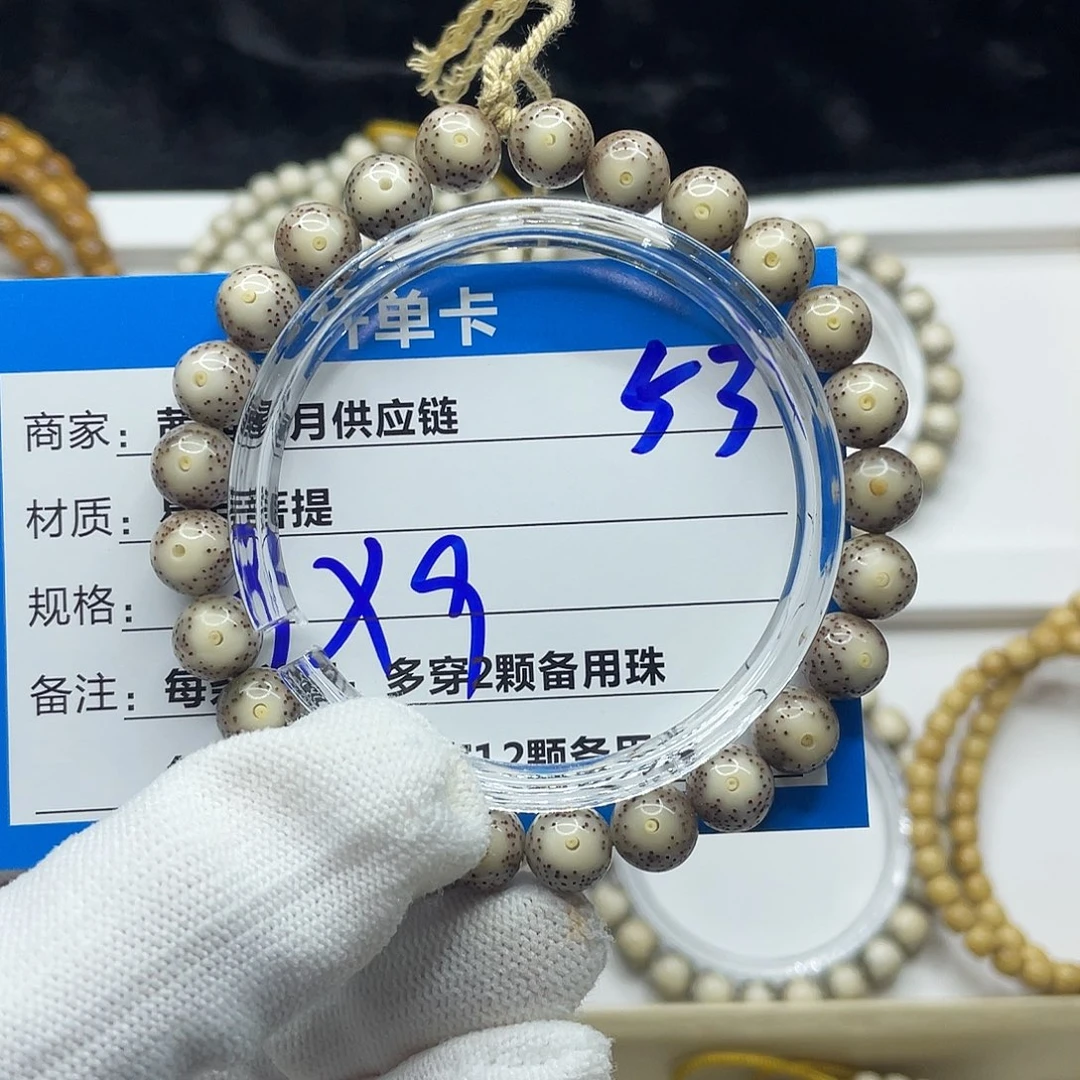 单卡
53
商家： 月供应链
材质： 菩提
规格： X9
备注： 每 多穿2颗备用珠
12颗备用